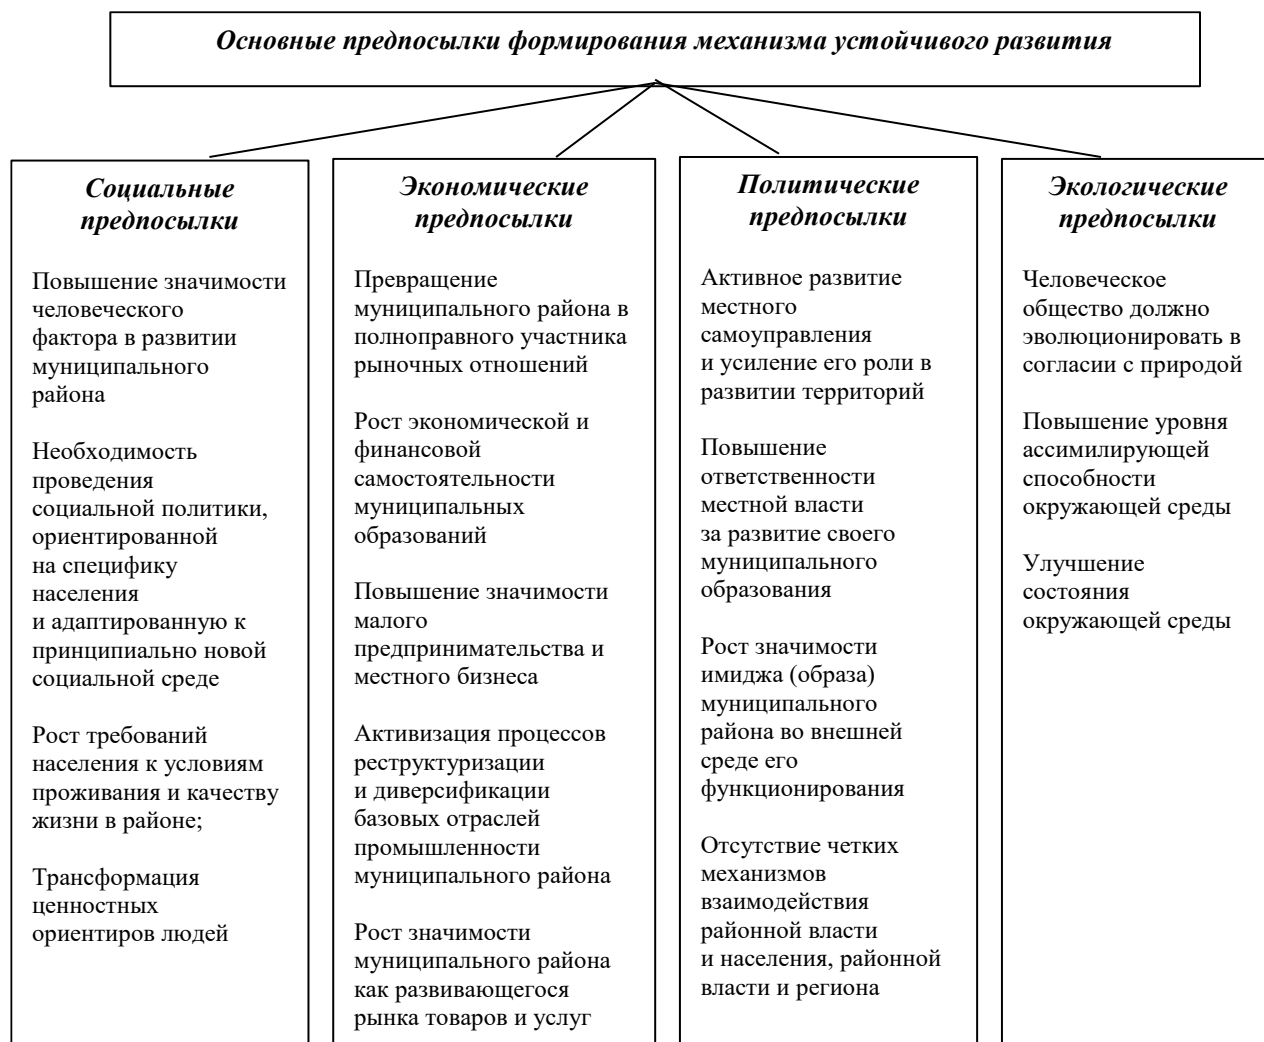 Основные предпосылки формирования механизма устойчивого развития
Социальные
предпосылки
Повышение значимости
человеческого
фактора в развитии
муниципального
района
Необходимость
проведения
социальной политики,
ориентированной
на специфику
населения
и адаптированную к
принципиально новой
социальной среде
Рост требований
населения к условиям
проживания и качеству
жизни в районе;
Трансформация
ценностных
ориентиров людей
Экономические
предпосылки
Превращение
муниципального района в
полноправного участника
рыночных отношений
Рост экономической и
финансовой
самостоятельности
муниципальных
образований
Повышение значимости
малого
предпринимательства и
местного бизнеса
Активизация процессов
реструктуризации
и диверсификации
базовых отраслей
промышленности
муниципального района
Рост значимости
муниципального района
как развивающегося
рынка товаров и услуг
Политические
предпосылки
Активное развитие
местного
самоуправления
и усиление его роли в
развитии территорий
Повышение
ответственности
местной власти
за развитие своего
муниципального
образования
Рост значимости
имиджа (образа)
муниципального
района во внешней
среде его
функционирования
Отсутствие четких
механизмов
взаимодействия
районной власти
и населения, районной
власти и региона
Экологические
предпосылки
Человеческое
общество должно
эволюционировать в
согласии с природой
Повышение уровня
ассимилирующей
способности
окружающей среды
Улучшение
состояния
окружающей среды